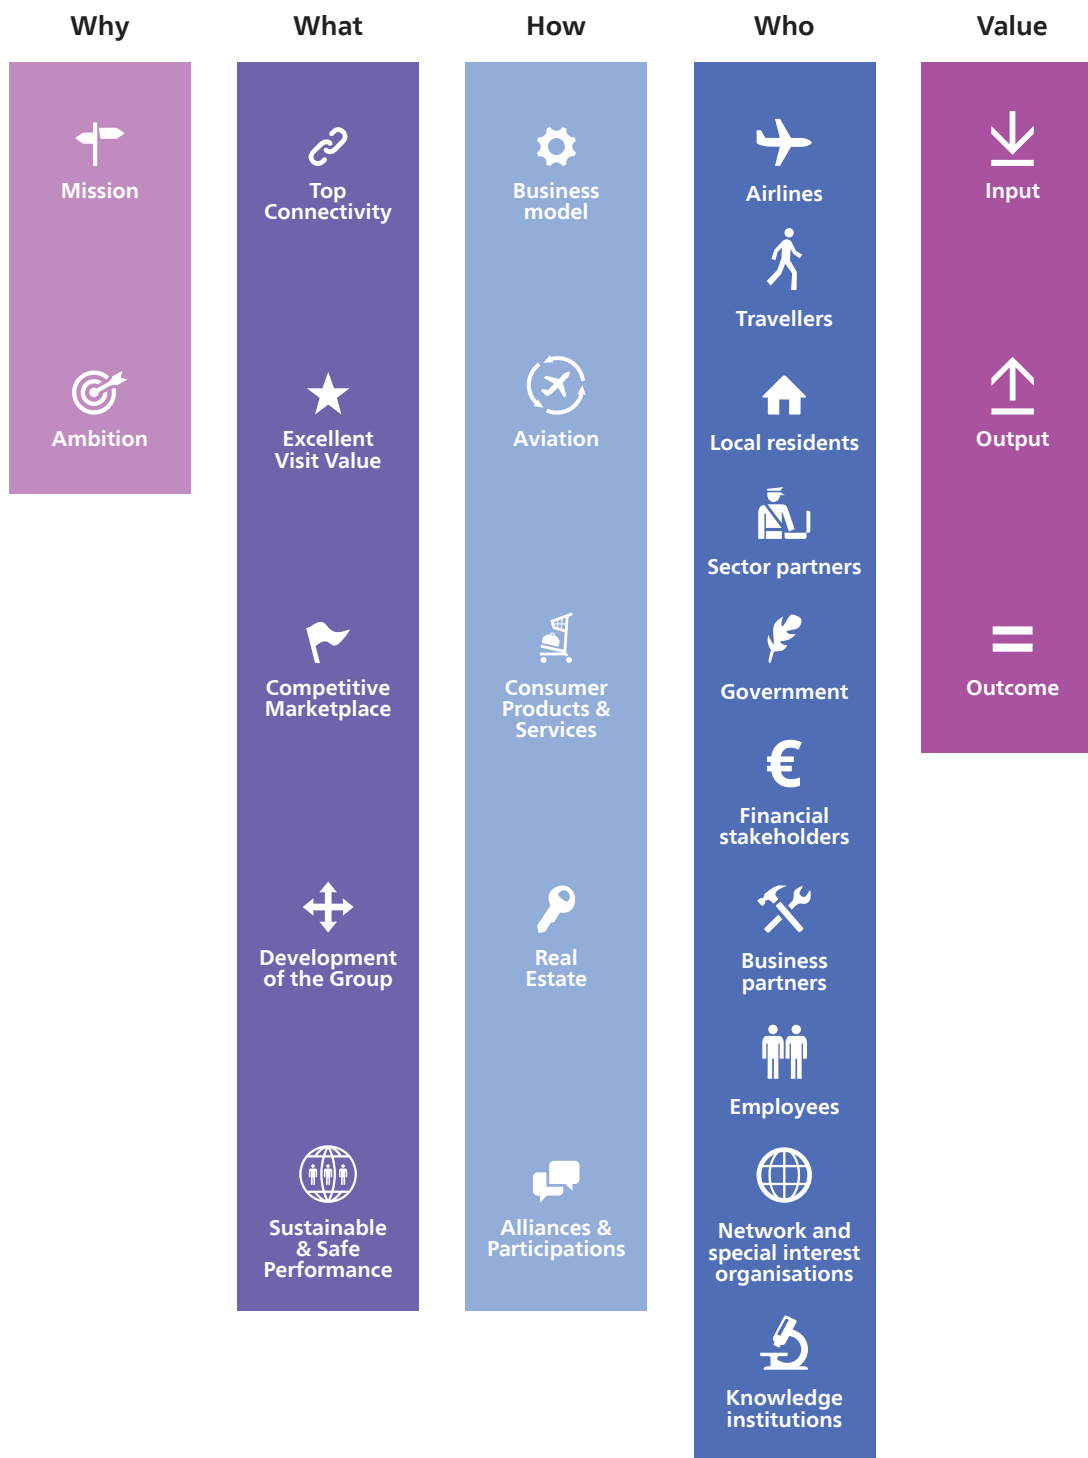 Why
Mission
Ambition
What
Top
Connectivity
Excellent
Visit Value
Competitive
Marketplace
Development
of the Group
Sustainable
& Safe
Performance
How
Business
model
Aviation
Consumer
Products &
Services
Real
Estate
Alliances &
Participations
Who
Airlines
Travellers
Local residents
Sector partners
Government
€
Financial
stakeholders
Business
partners
Employees
Network and
special interest
organisations
Knowledge
institutions
Value
Input
Output
Outcome